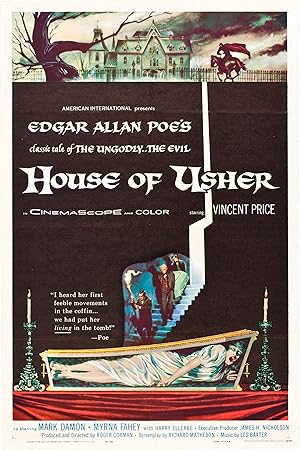 AMERICAN INTERNATIONAL presents
EDGAR ALLAN POE'S
classic tale of THE UNGODLY..THE EVIL
HOUSE OF USHER
IN CINEMASCOPE AND COLOR
starring VINCENT PRICE
"I heard her first
feeble movements
in the coffin...
we had put her
living in the tomb!"
—Poe
co-starring MARK DAMON • MYRNA FAHEY with HARRY ELLERBE • Executive Producer JAMES H. NICHOLSON
Produced and Directed by ROGER CORMAN • Screenplay by RICHARD MATHESON • Music by LES BAXTER